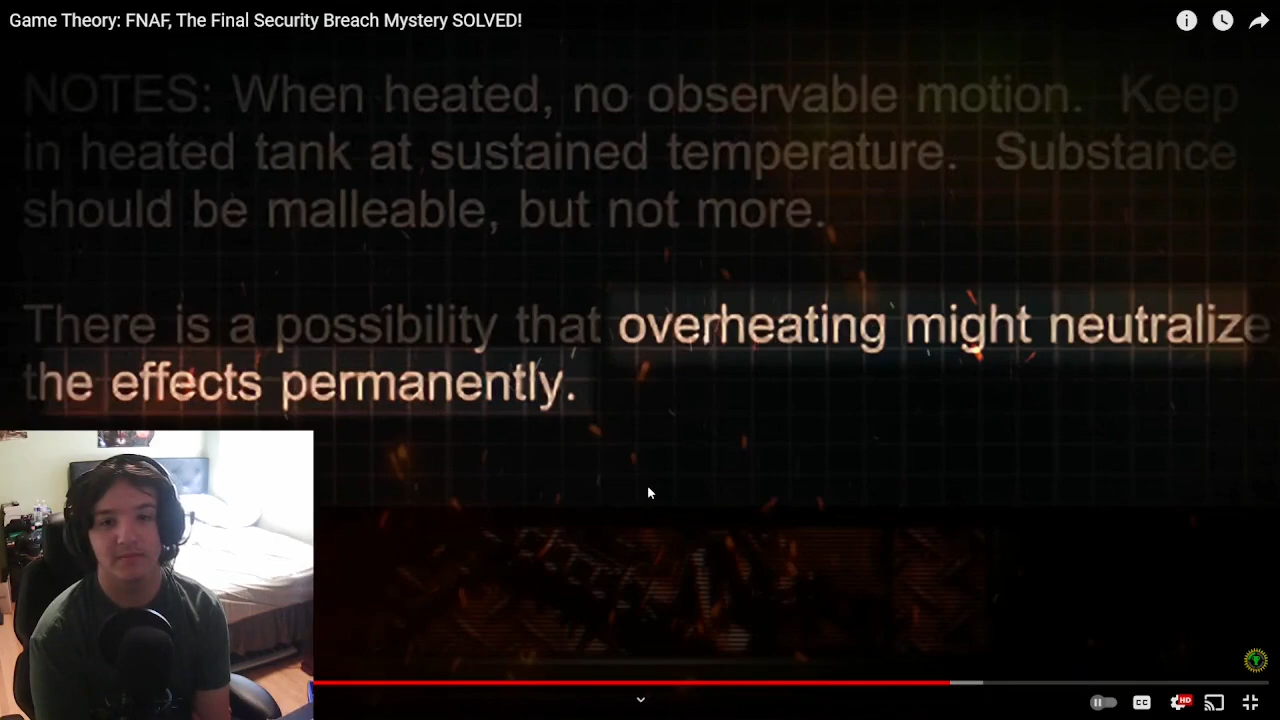 Game Theory: FNAF, The Final Security Breach Mystery SOLVED!
NOTES: When heated, no observable motion. Keep
in heated tank at sustained temperature. Substance
should be malleable, but not more.
There is a possibility that overheating might neutralize
the effects permanently.
CC
HD